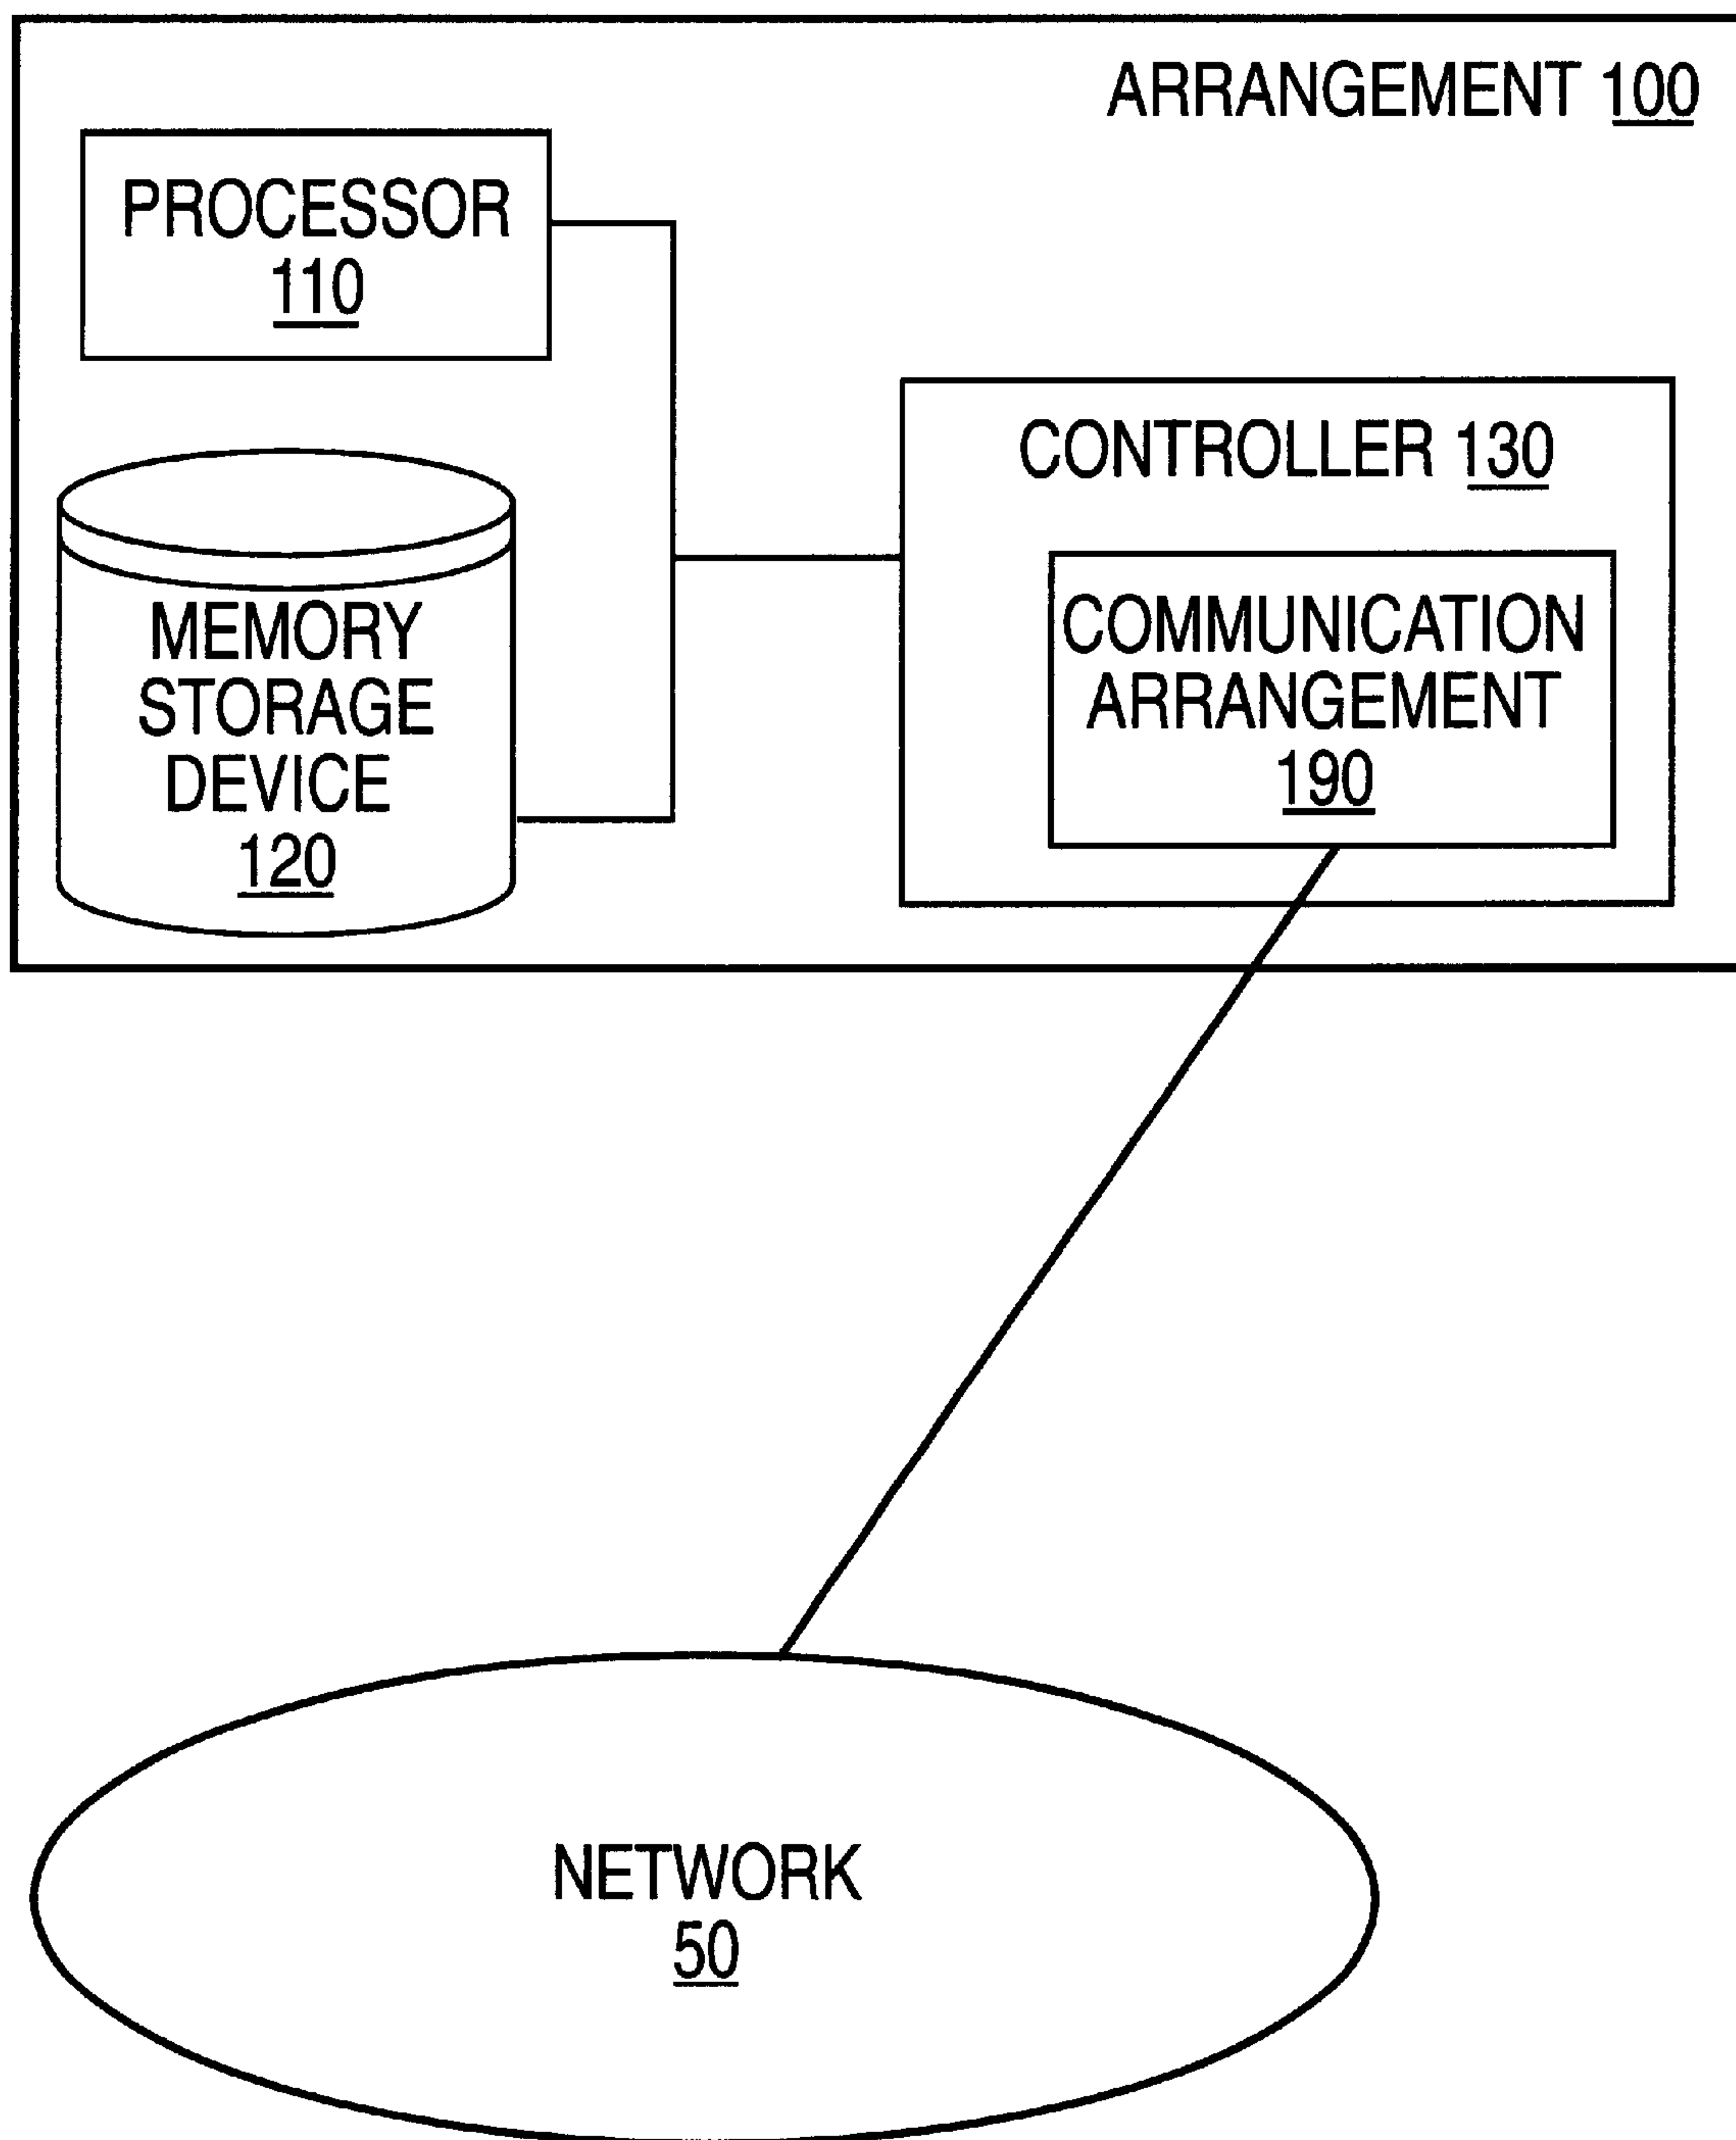 ARRANGEMENT 100
PROCESSOR
110
CONTROLLER 130
MEMORY
STORAGE
DEVICE
120
COMMUNICATION
ARRANGEMENT
190
NETWORK
50